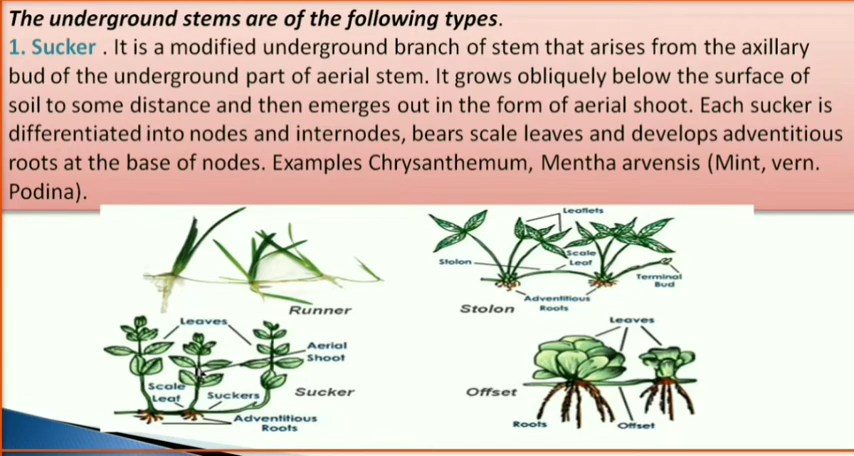 The underground stems are of the following types.
1. Sucker . It is a modified underground branch of stem that arises from the axillary
bud of the underground part of aerial stem. It grows obliquely below the surface of
soil to some distance and then emerges out in the form of aerial shoot. Each sucker is
differentiated into nodes and internodes, bears scale leaves and develops adventitious
roots at the base of nodes. Examples Chrysanthemum, Mentha arvensis (Mint, vern.
Podina).
Runner
Leaflets
Stolon
Scale
Leaf
Terminal
Bud
Adventitious
Roots
Stolon
Leaves
Aerial
Shoot
Scale
Leaf
Suckers
Sucker
Adventitious
Roots
Leaves
Offset
Roots
Offset